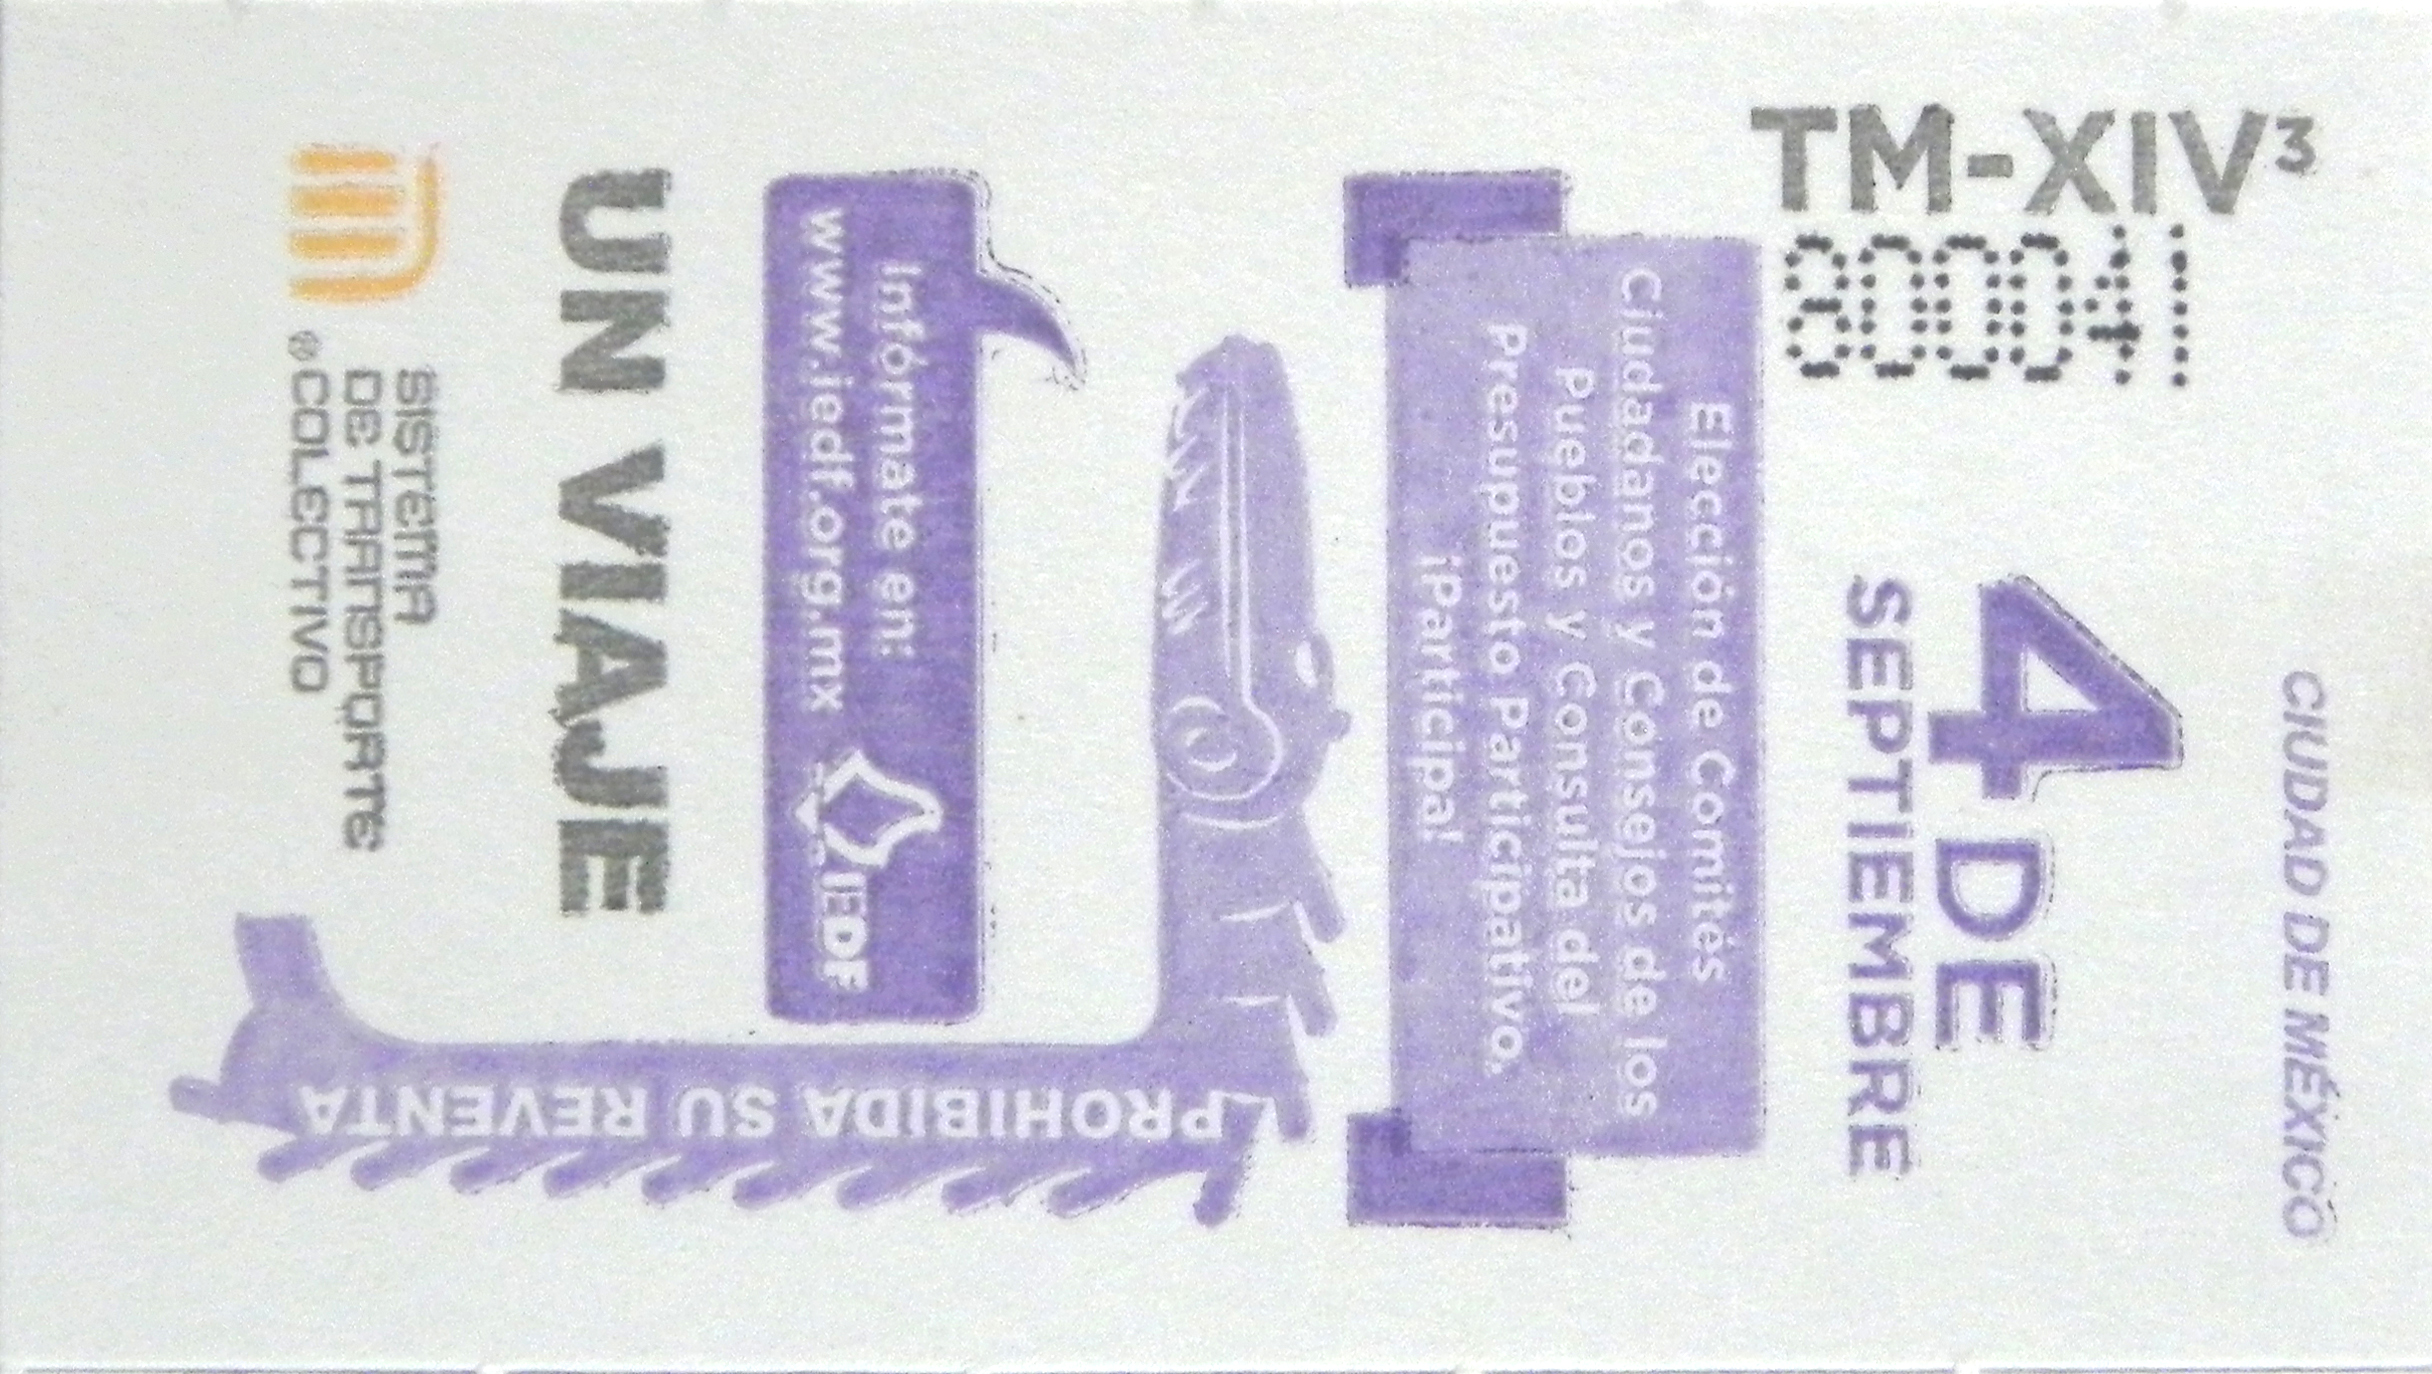 CIUDAD DE MÉXICO
4 DE
SEPTIEMBRE
TM-XIV³
Elección de Comités
Ciudadanos y Consejos de los
Pueblos y Consulta del
Presupuesto Participativo.
¡Participa!
Infórmate en:
www.iedf.org.mx
IEDF
UN VIAJE
SISTEMA
DE TRANSPORTE
COLECTIVO
PROHIBIDA SU REVENTA